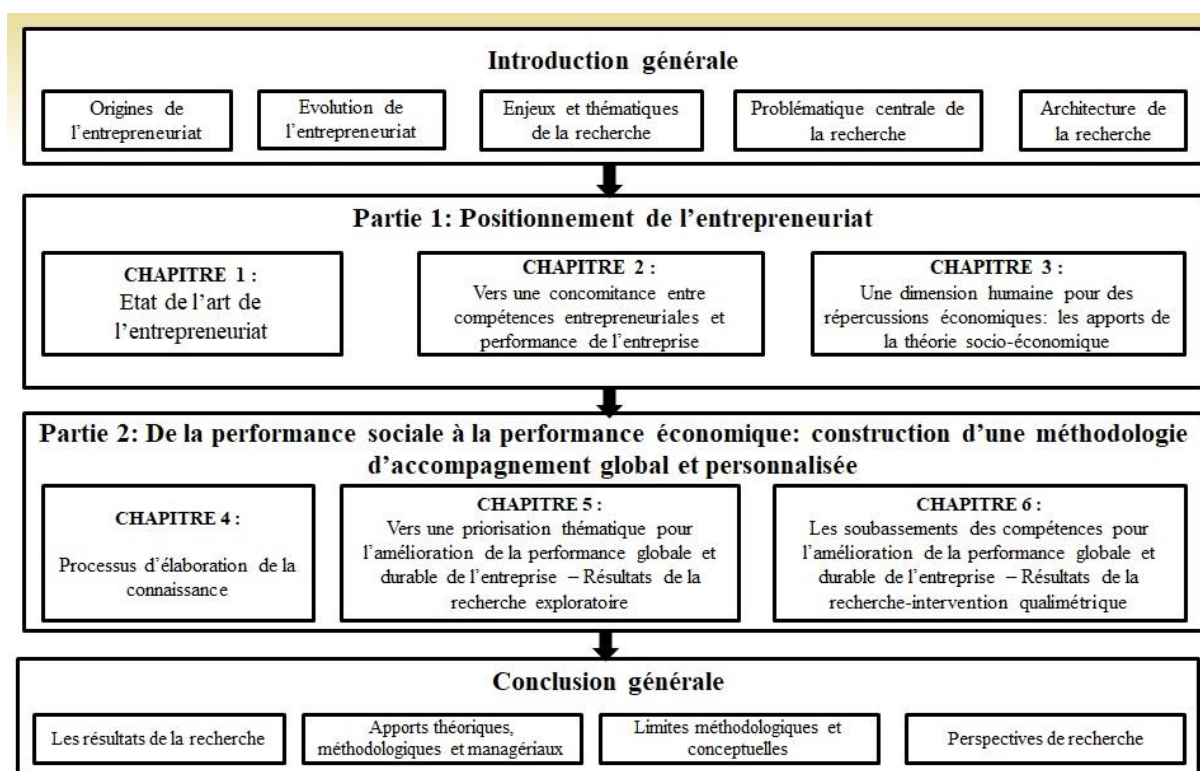 Introduction générale
Origines de
l'entrepreneuriat
Evolution de
l'entrepreneuriat
Enjeux et thématiques
de la recherche
Problématique centrale de
la recherche
Architecture de
la recherche
Partie 1: Positionnement de l'entrepreneuriat
CHAPITRE 1 :
Etat de l'art de
l'entrepreneuriat
CHAPITRE 2 :
Vers une concomitance entre
compétences entrepreneuriales et
performance de l'entreprise
CHAPITRE 3 :
Une dimension humaine pour des
répercussions économiques: les apports de
la théorie socio-économique
Partie 2: De la performance sociale à la performance économique: construction d'une méthodologie
d'accompagnement global et personnalisée
CHAPITRE 4 :
Processus d'élaboration de la
connaissance
CHAPITRE 5 :
Vers une priorisation thématique pour
l'amélioration de la performance globale et
durable de l'entreprise – Résultats de la
recherche exploratoire
CHAPITRE 6 :
Les soubassements des compétences pour
l'amélioration de la performance globale et
durable de l'entreprise – Résultats de la
recherche-intervention qualimétrique
Conclusion générale
Les résultats de la recherche
Apports théoriques,
méthodologiques et managériaux
Limites méthodologiques et
conceptuelles
Perspectives de recherche